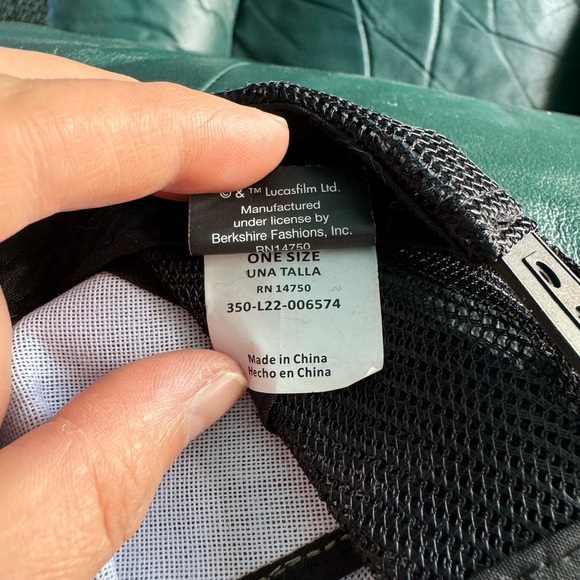 © & ™ Lucasfilm Ltd.
Manufactured
under license by
Berkshire Fashions, Inc.
RN14750
ONE SIZE
UNA TALLA
RN 14750
350-L22-006574
Made in China
Hecho en China